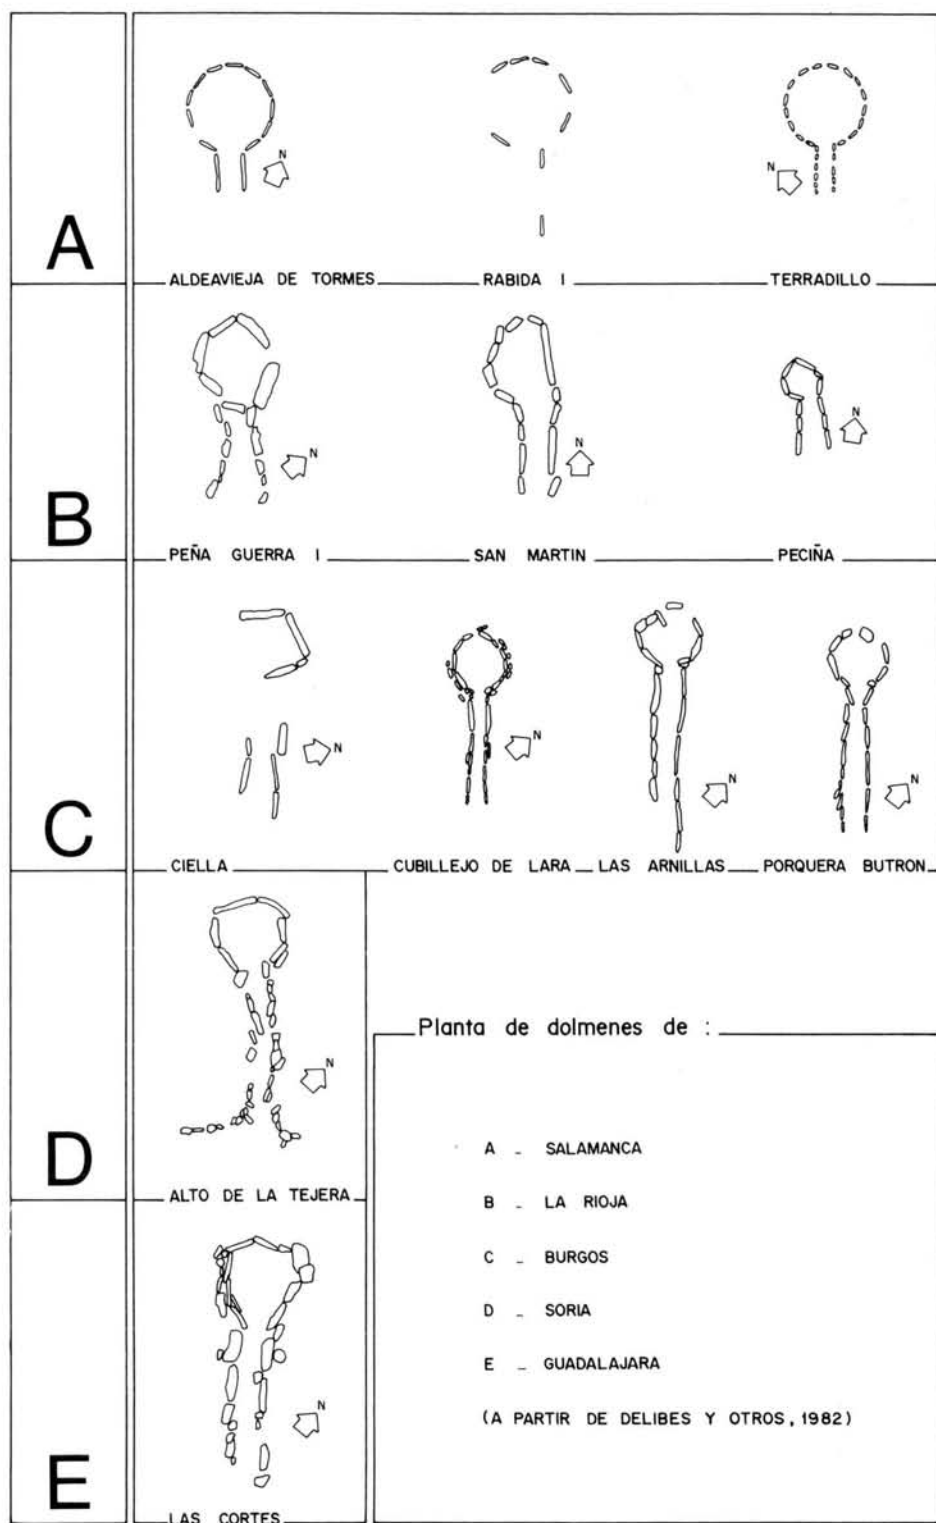 A
N
N
ALDEAVIEJA DE TORMES
RABIDA I
TERRADILLO
B
N
N
N
PEÑA GUERRA I
SAN MARTIN
PECIÑA
C
N
N
N
N
CIELLA
CUBILLEJO DE LARA
LAS ARNILLAS
PORQUERA BUTRON
D
N
ALTO DE LA TEJERA
E
N
LAS CORTES
Planta de dolmenes de :
A - SALAMANCA
B - LA RIOJA
C - BURGOS
D - SORIA
E - GUADALAJARA
(A PARTIR DE DELIBES Y OTROS, 1982)